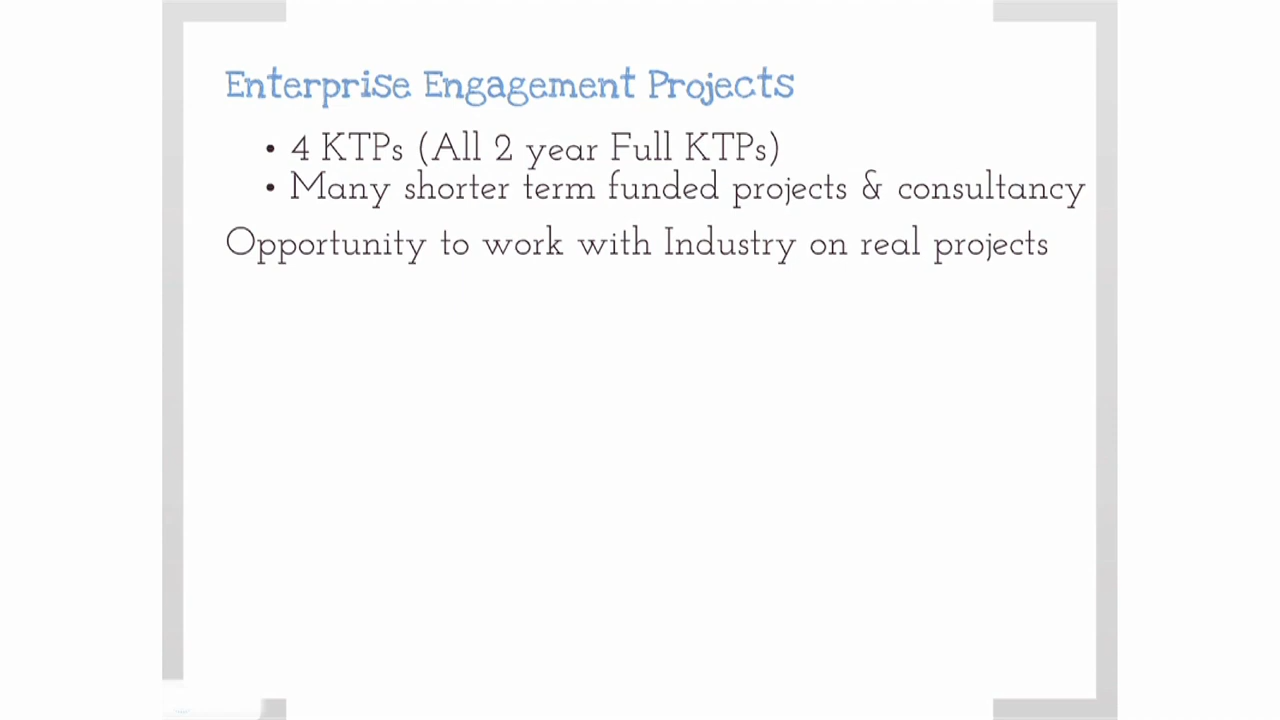 Enterprise Engagement Projects
• 4 KTPs (All 2 year Full KTPs)
• Many shorter term funded projects & consultancy
Opportunity to work with Industry on real projects